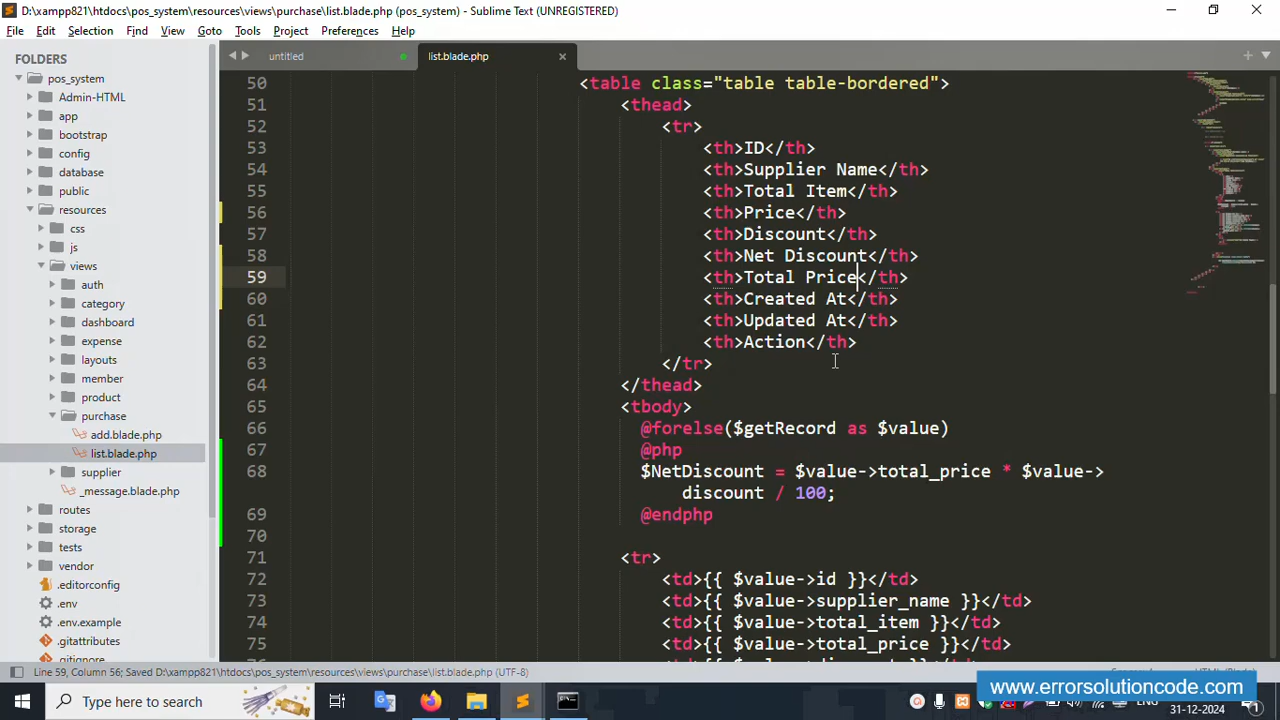 D:\xampp821\htdocs\pos_system\resources\views\purchase\list.blade.php (pos_system) - Sublime Text (UNREGISTERED)
File Edit Selection Find View Goto Tools Project Preferences Help
FOLDERS
pos_system
Admin-HTML
app
bootstrap
config
database
public
resources
css
js
views
auth
category
dashboard
expense
layouts
member
product
purchase
add.blade.php
list.blade.php
supplier
_message.blade.php
routes
storage
tests
vendor
.editorconfig
.env
.env.example
.gitattributes
.gitignore
untitled
list.blade.php
50 <table class="table table-bordered">
51 <thead>
52 <tr>
53 <th>ID</th>
54 <th>Supplier Name</th>
55 <th>Total Item</th>
56 <th>Price</th>
57 <th>Discount</th>
58 <th>Net Discount</th>
59 <th>Total Price</th>
60 <th>Created At</th>
61 <th>Updated At</th>
62 <th>Action</th>
63 </tr>
64 </thead>
65 <tbody>
66 @forelse($getRecord as $value)
67 @php
68 $NetDiscount = $value->total_price * $value->
discount / 100;
69 @endphp
70
71 <tr>
72 <td>{{ $value->id }}</td>
73 <td>{{ $value->supplier_name }}</td>
74 <td>{{ $value->total_item }}</td>
75 <td>{{ $value->total_price }}</td>
Line 59, Column 56; Saved D:\xampp821\htdocs\pos_system\resources\views\purchase\list.blade.php (UTF-8)
Type here to search
www.errorsolutioncode.com
31-12-2024